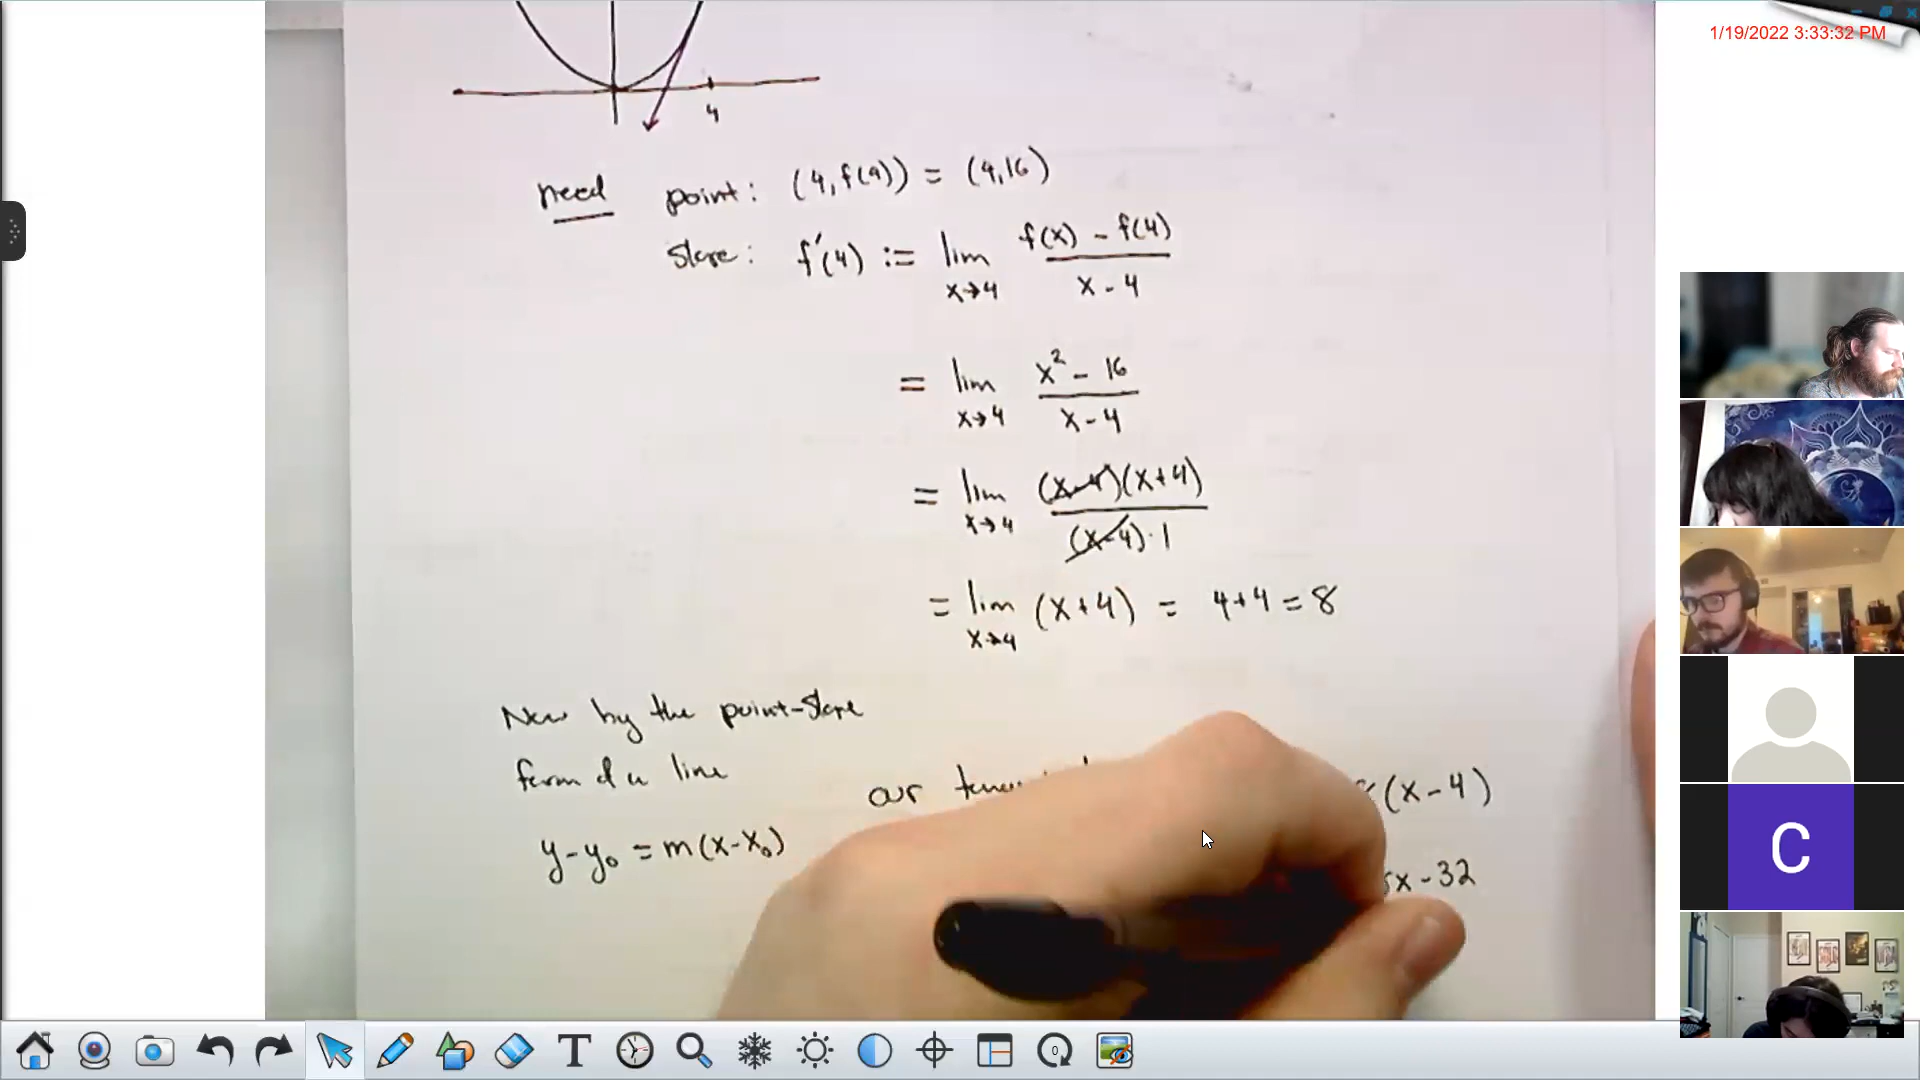 1/19/2022 3:33:32 PM
4
need point: (4, f(4)) = (4,16)
Slope: f'(4) := lim x→4 f(x) - f(4) / x - 4
= lim x→4 x² - 16 / x - 4
= lim x→4 (x-4)(x+4) / (x-4)·1
= lim x→4 (x+4) = 4+4 = 8
Now by the point-slope
form of a line
our
(x-4)
y-y₀ = m(x-x₀)
x-32
C
T
0